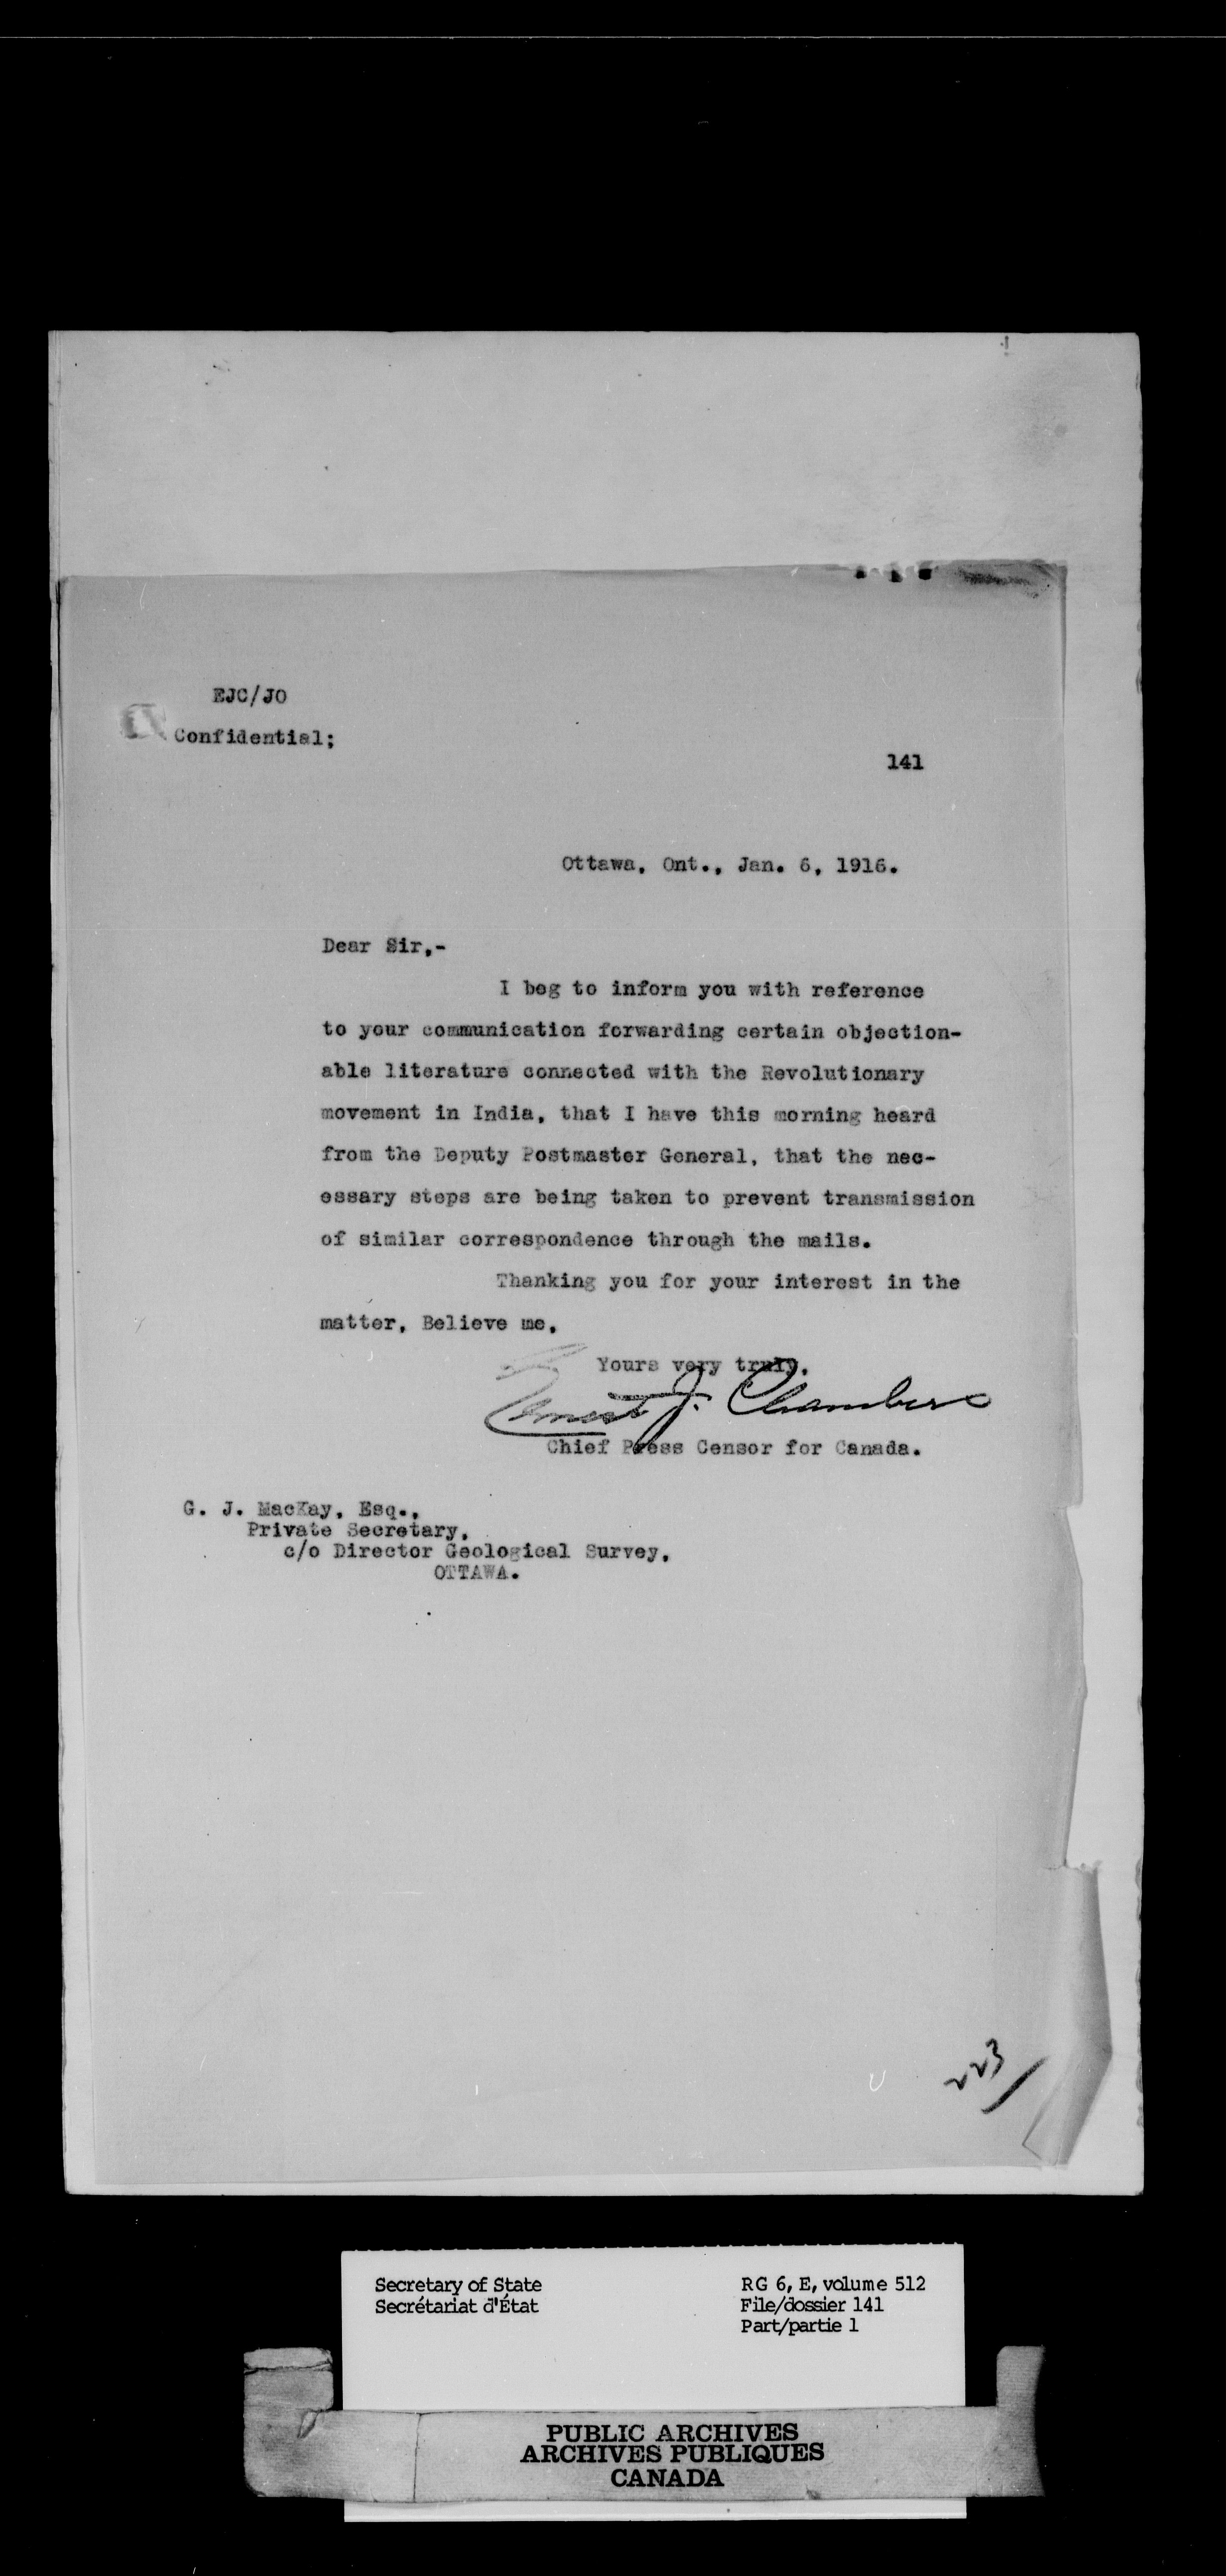 EJC/JO
Confidential;
141
Ottawa, Ont., Jan. 6, 1916.
Dear Sir,-
I beg to inform you with reference
to your communication forwarding certain objection-
able literature connected with the Revolutionary
movement in India, that I have this morning heard
from the Deputy Postmaster General, that the nec-
essary steps are being taken to prevent transmission
of similar correspondence through the mails.
Thanking you for your interest in the
matter, Believe me,
Yours very truly,
Ernest J. Chambers
Chief Press Censor for Canada.
G. J. MacKay, Esq.,
Private Secretary,
c/o Director Geological Survey,
OTTAWA.
223
Secretary of State
Secrétariat d'État
RG 6, E, volume 512
File/dossier 141
Part/partie 1
PUBLIC ARCHIVES
ARCHIVES PUBLIQUES
CANADA